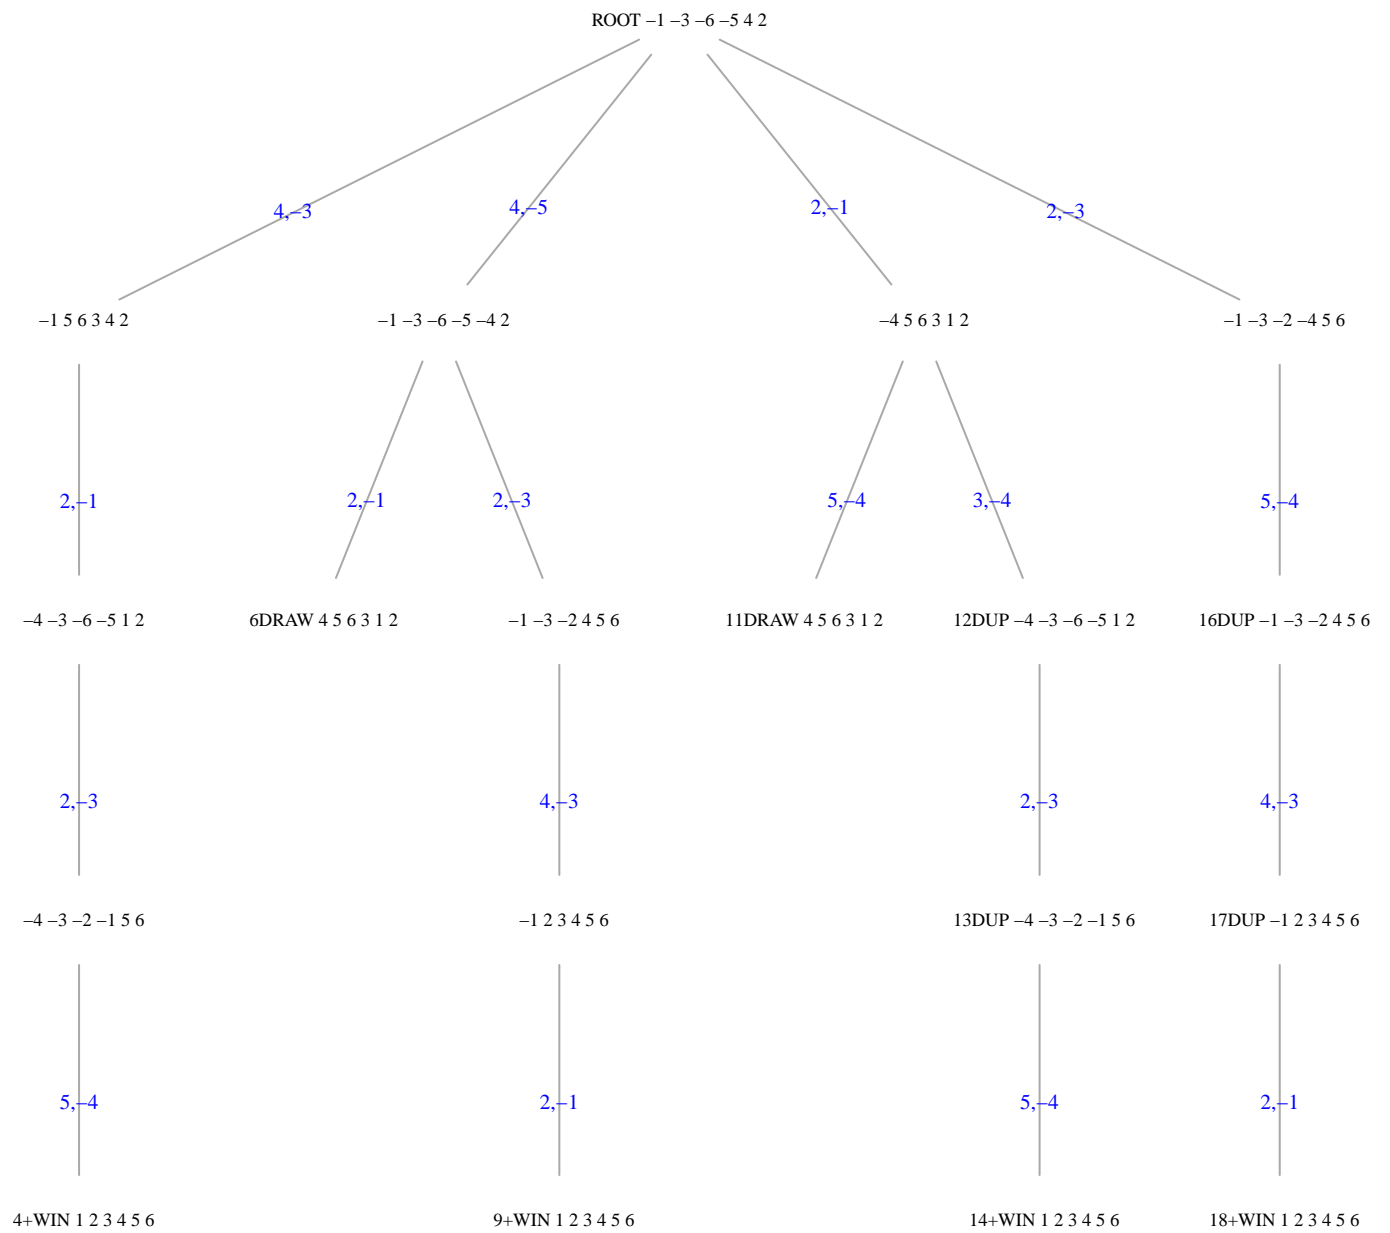 ROOT –1 –3 –6 –5 4 2
4,–3
4,–5
2,–1
2,–3
–1 5 6 3 4 2
–1 –3 –6 –5 –4 2
–4 5 6 3 1 2
–1 –3 –2 –4 5 6
2,–1
2,–1
2,–3
5,–4
3,–4
5,–4
–4 –3 –6 –5 1 2
6DRAW 4 5 6 3 1 2
–1 –3 –2 4 5 6
11DRAW 4 5 6 3 1 2
12DUP –4 –3 –6 –5 1 2
16DUP –1 –3 –2 4 5 6
2,–3
4,–3
2,–3
4,–3
–4 –3 –2 –1 5 6
–1 2 3 4 5 6
13DUP –4 –3 –2 –1 5 6
17DUP –1 2 3 4 5 6
5,–4
2,–1
5,–4
2,–1
4+WIN 1 2 3 4 5 6
9+WIN 1 2 3 4 5 6
14+WIN 1 2 3 4 5 6
18+WIN 1 2 3 4 5 6